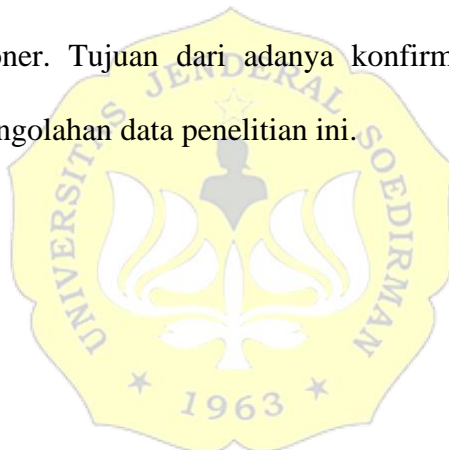 oner. Tujuan dari adanya konfirm
ngolahan data penelitian ini.
UNIVERSITAS JENDERAL SOEDIRMAN
1963